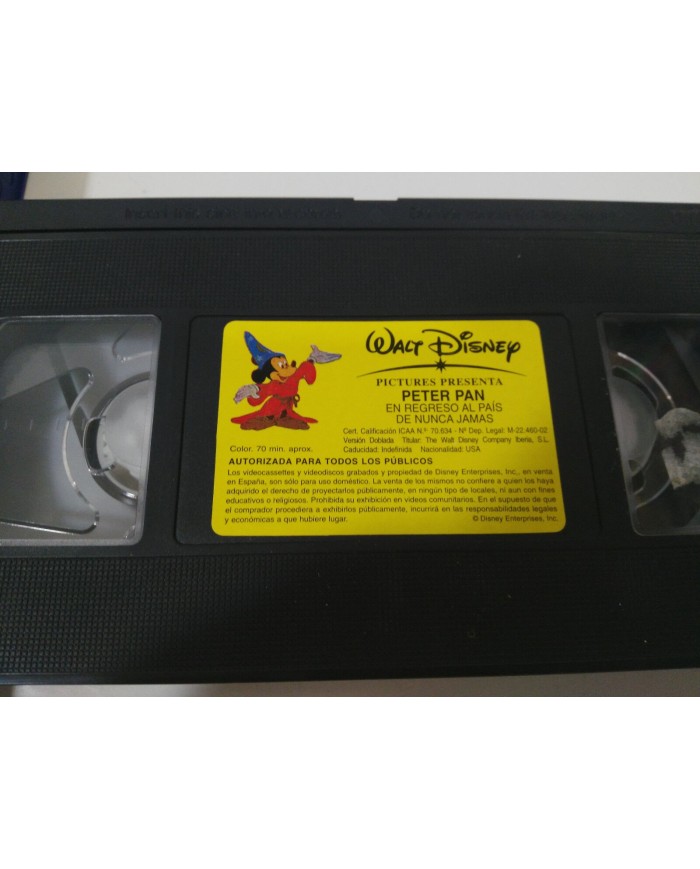 WALT DISNEY
PICTURES PRESENTA
PETER PAN
EN REGRESO AL PAÍS
DE NUNCA JAMAS
Cert. Calificación ICAA N.º 70.634 - Nº Dep. Legal: M-22.460-02
Versión Doblada. Titular: The Walt Disney Company Iberia, S.L.
Caducidad: Indefinida Nacionalidad: USA
Color. 70 min. aprox.
AUTORIZADA PARA TODOS LOS PÚBLICOS
Los videocassettes y videodiscos grabados y propiedad de Disney Enterprises, Inc., en venta
en España, son sólo para uso doméstico. La venta de los mismos no confiere a quien los haya
adquirido el derecho de proyectarlos públicamente, en ningún tipo de locales, ni aun con fines
educativos o religiosos. Prohibida su exhibición en videos comunitarios. En el supuesto de que
el comprador procediera a exhibirlos públicamente, incurrirá en las responsabilidades legales
y económicas a que hubiere lugar.
© Disney Enterprises, Inc.